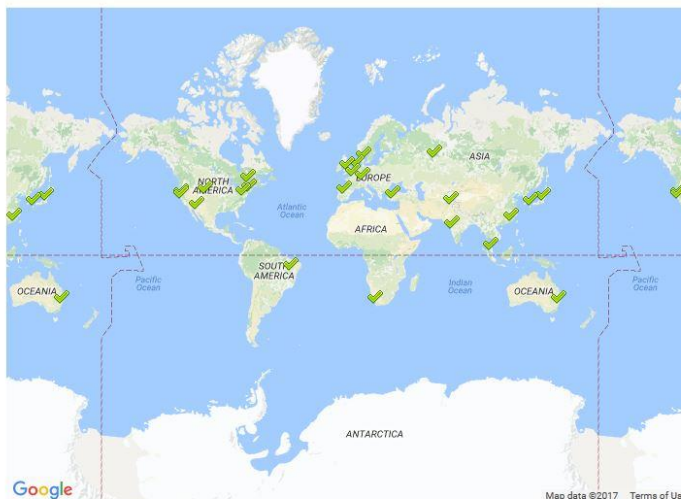 ASIA
NORTH
AMERICA
EUROPE
Atlantic
Ocean
AFRICA
SOUTH
AMERICA
OCEANIA
Pacific
Ocean
Indian
Ocean
OCEANIA
Pacific
Ocean
ANTARCTICA
Google
Map data ©2017 Terms of Us